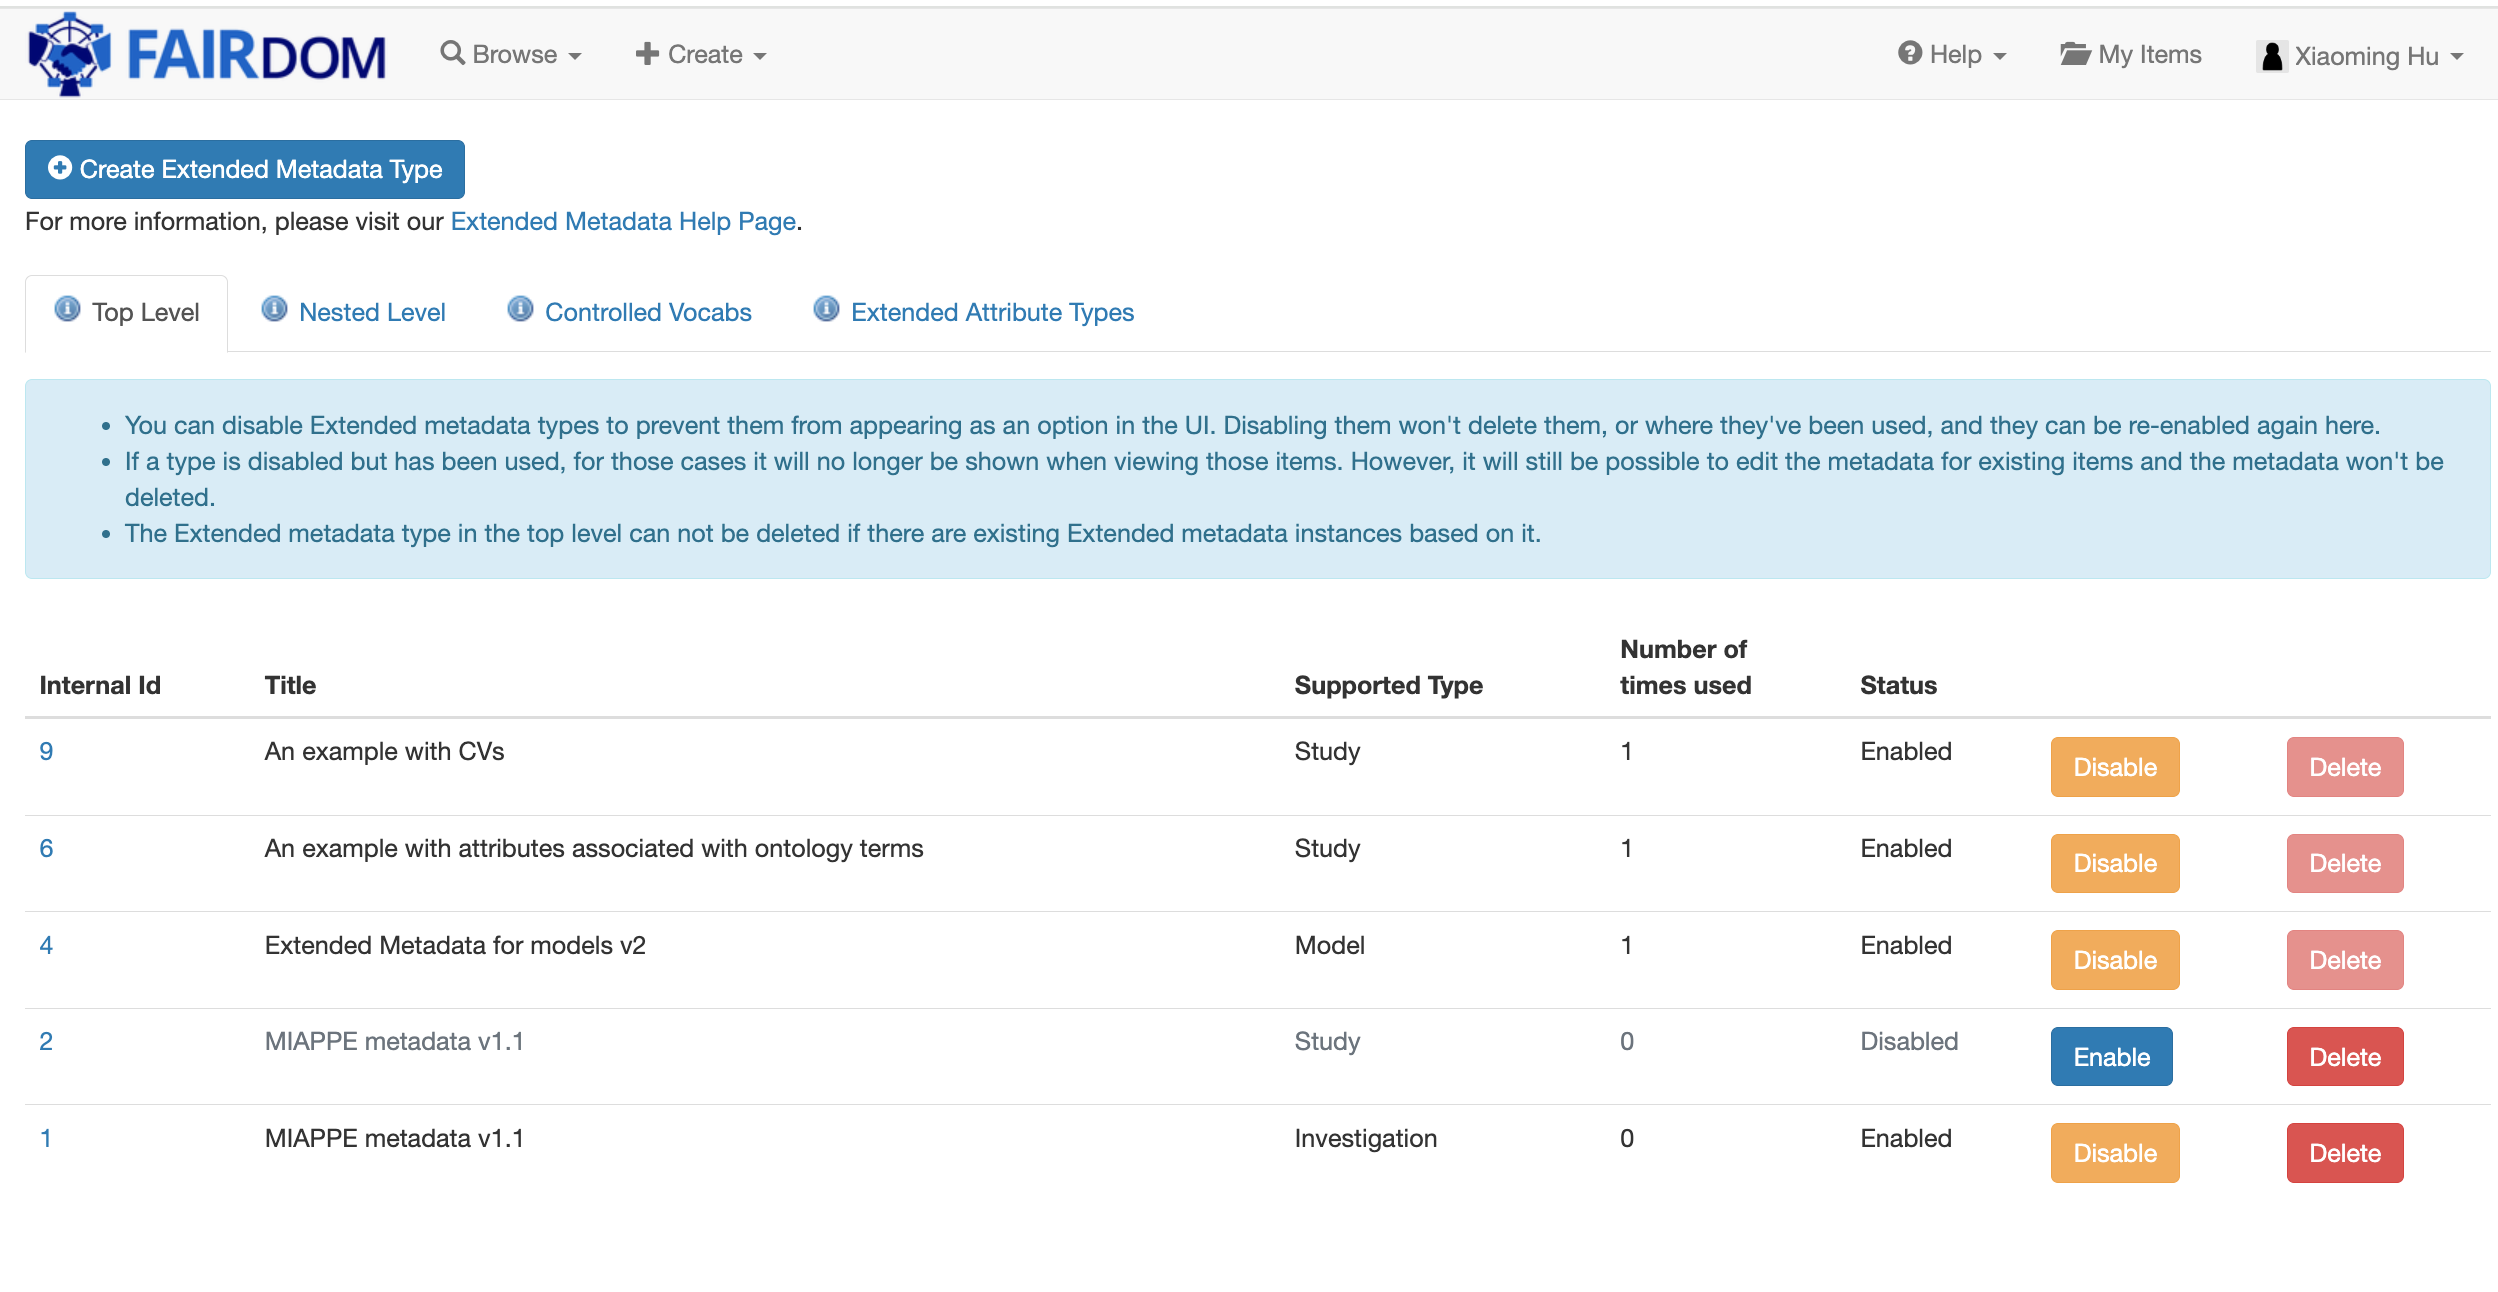 FAIRDOM Browse Create Help My Items Xiaoming Hu
Create Extended Metadata Type
For more information, please visit our Extended Metadata Help Page.
Top Level Nested Level Controlled Vocabs Extended Attribute Types
• You can disable Extended metadata types to prevent them from appearing as an option in the UI. Disabling them won't delete them, or where they've been used, and they can be re-enabled again here.
• If a type is disabled but has been used, for those cases it will no longer be shown when viewing those items. However, it will still be possible to edit the metadata for existing items and the metadata won't be
deleted.
• The Extended metadata type in the top level can not be deleted if there are existing Extended metadata instances based on it.
Number of
Internal Id Title Supported Type times used Status
9 An example with CVs Study 1 Enabled Disable Delete
6 An example with attributes associated with ontology terms Study 1 Enabled Disable Delete
4 Extended Metadata for models v2 Model 1 Enabled Disable Delete
2 MIAPPE metadata v1.1 Study 0 Disabled Enable Delete
1 MIAPPE metadata v1.1 Investigation 0 Enabled Disable Delete